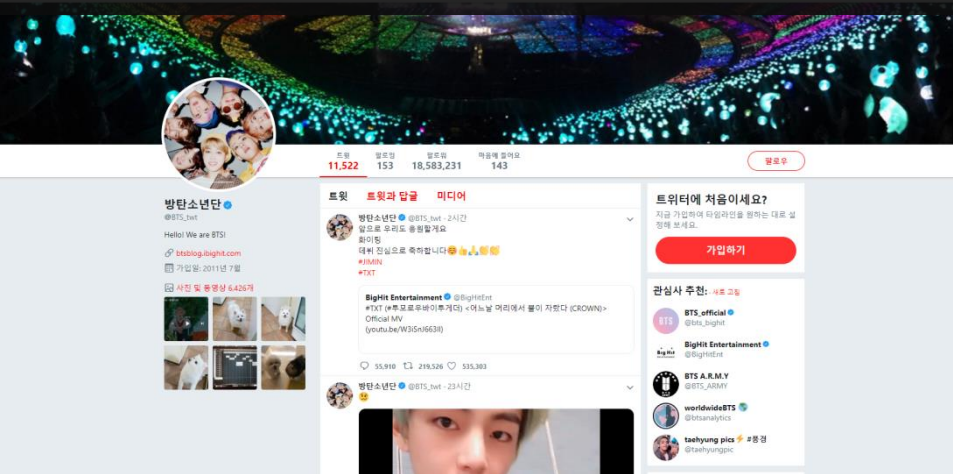 트윗 팔로잉 팔로워 마음에 들어요
11,522 153 18,583,231 143
팔로우
방탄소년단
@BTS_twt
Hello! We are BTS!
btsblog.ibighit.com
가입일: 2011년 7월
사진 및 동영상 6,426개
트윗 트윗과 답글 미디어
방탄소년단 @BTS_twt · 2시간
앞으로 우리도 응원할게요
화이팅
데뷔 진심으로 축하합니다😊👍🙏👏👏
#JIMIN
#TXT
BigHit Entertainment @BigHitEnt
#TXT (#투모로우바이투게더) <어느날 머리에서 뿔이 자랐다 (CROWN)>
Official MV
(youtu.be/W3iSnJ663II)
55,910 219,526 535,303
방탄소년단 @BTS_twt · 23시간
트위터에 처음이세요?
지금 가입하여 타임라인을 원하는 대로 설
정해 보세요.
가입하기
관심사 추천: · 새로 고침
BTS
BTS_official
@bts_bighit
Big Hit
BigHit Entertainment
@BigHitEnt
BTS A.R.M.Y
@BTS_ARMY
worldwideBTS
@btsanalytics
taehyung pics⚡ #풍경
@taehyungpic